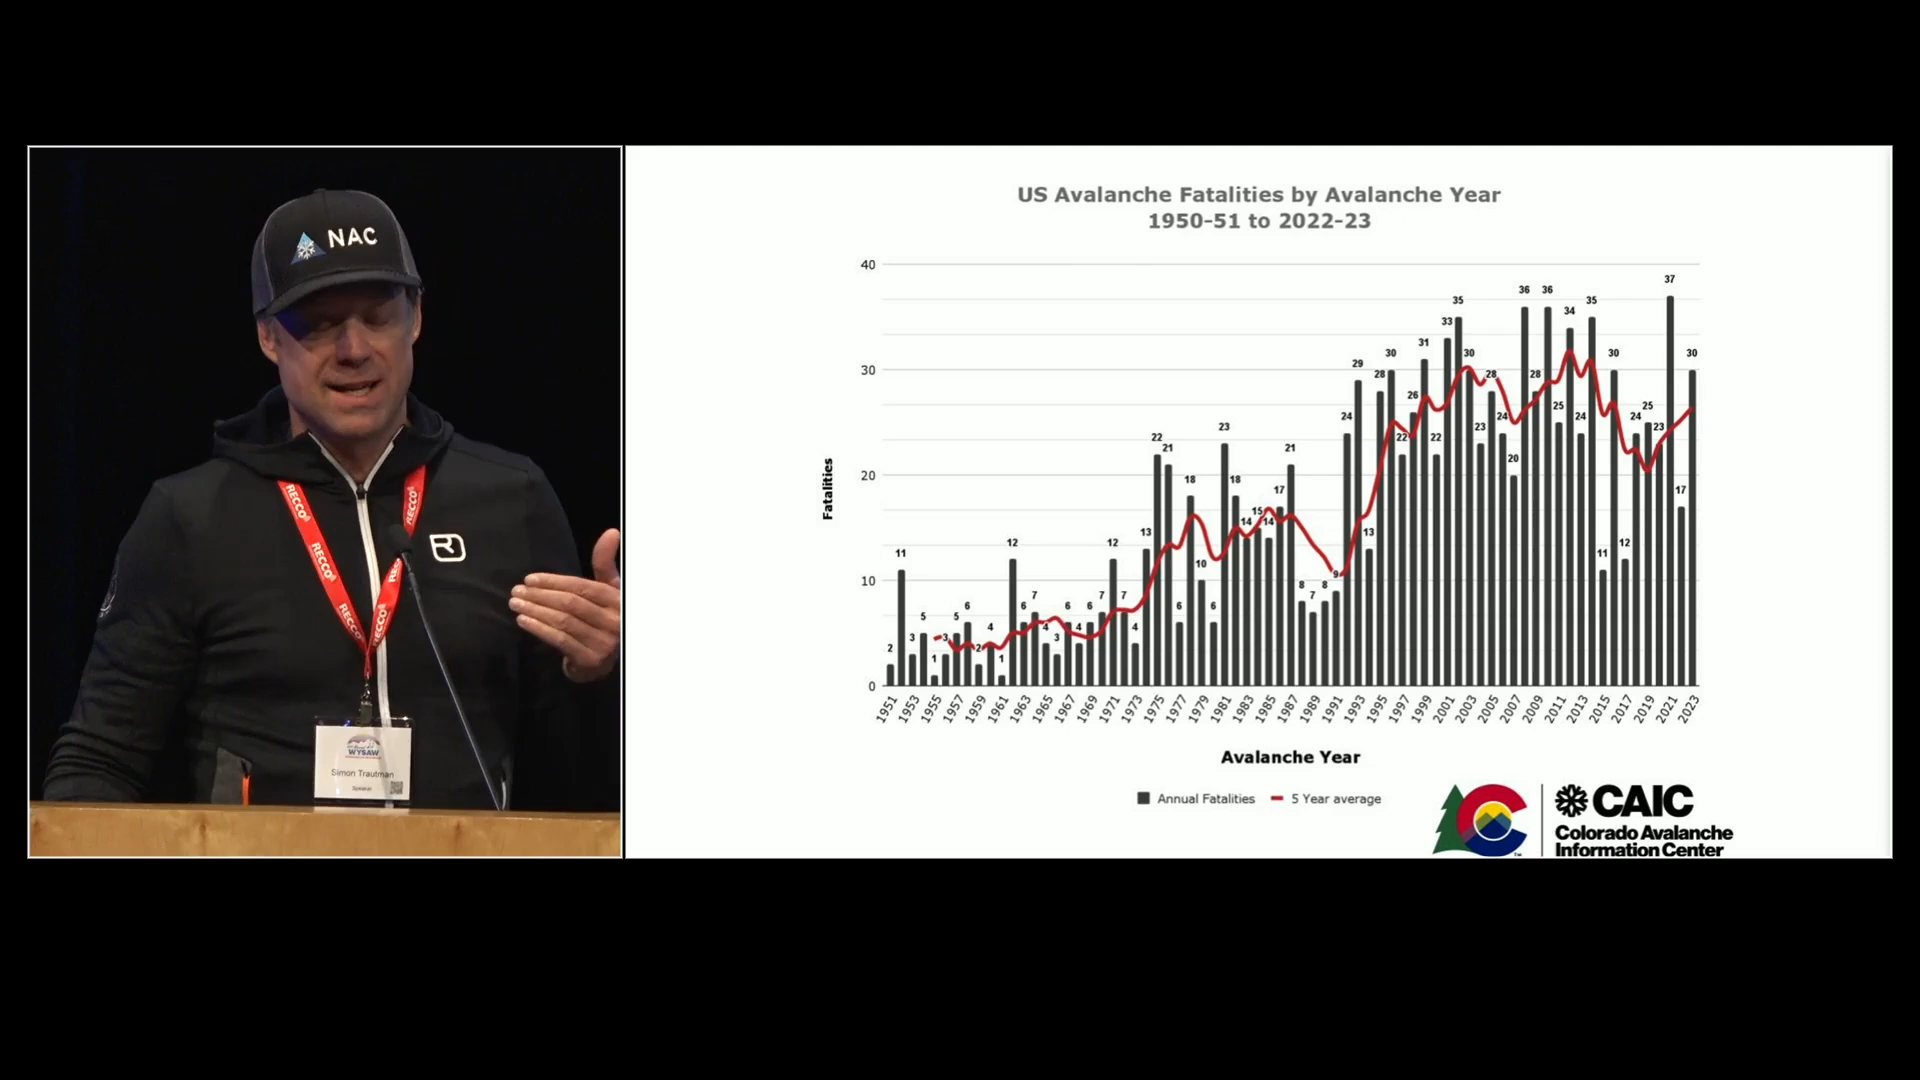 NAC
RECCO
RECCO
RECCO
RECCO
RECCO
REC
WYSAW
Simon Trautman
Speaker
US Avalanche Fatalities by Avalanche Year
1950-51 to 2022-23
Fatalities
40
30
20
10
0
2 11 3 5 1 3 5 6 2 4 1 12 6 7 4 3 6 4 6 7 12 7 4 13 22 21 6 18 10 6 23 18 14 15 14 17 21 8 7 8 9 24 29 13 28 30 22 26 31 22 33 35 30 23 28 24 20 36 28 36 25 34 24 35 11 30 12 24 25 23 37 17 30
1951 1953 1955 1957 1959 1961 1963 1965 1967 1969 1971 1973 1975 1977 1979 1981 1983 1985 1987 1989 1991 1993 1995 1997 1999 2001 2003 2005 2007 2009 2011 2013 2015 2017 2019 2021 2023
Avalanche Year
Annual Fatalities 5 Year average
CAIC
Colorado Avalanche
Information Center